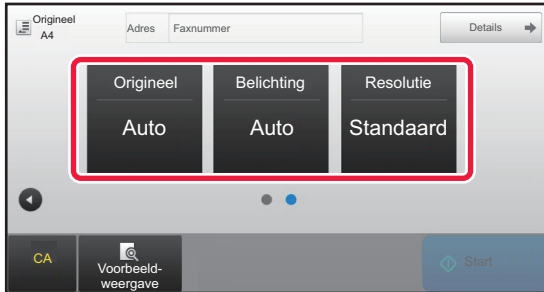 Origineel
A4
Adres
Faxnummer
Details
Origineel
Belichting
Resolutie
Auto
Auto
Standaard
CA
Voorbeeld-
weergave
Start